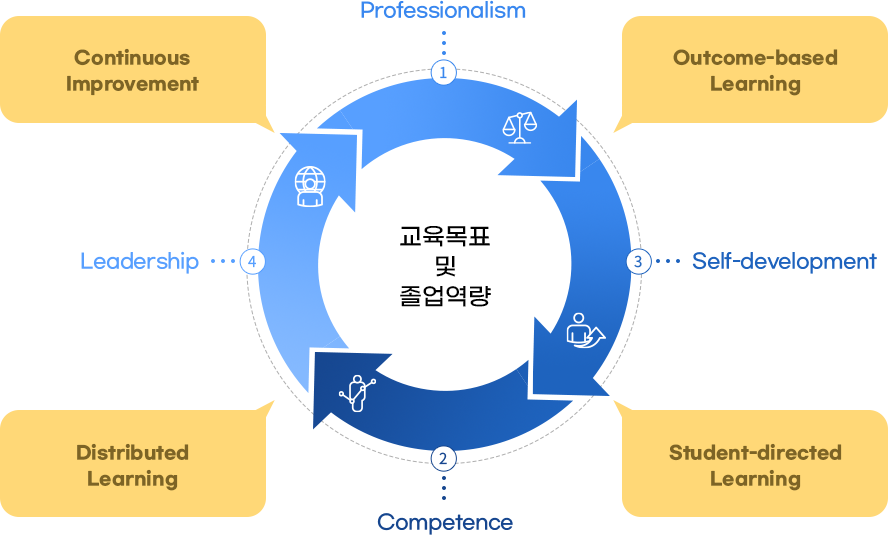 Professionalism
Continuous
Improvement
Outcome-based
Learning
1
교육목표
및
졸업역량
Leadership
4
3
Self-development
Distributed
Learning
Student-directed
Learning
2
Competence